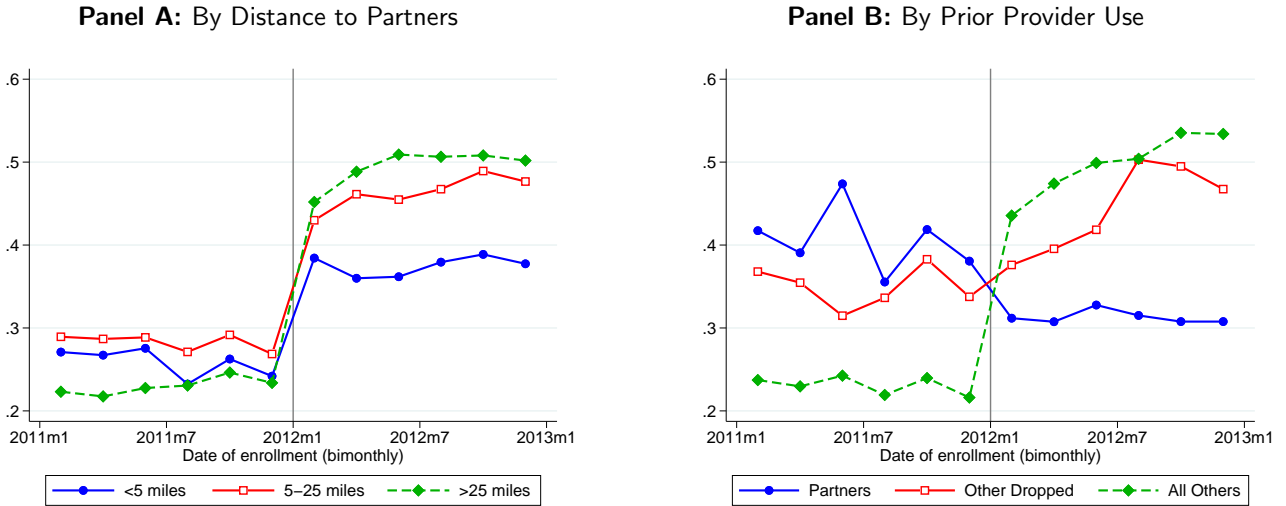 Panel A: By Distance to Partners
.6
.5
.4
.3
.2
2011m1 2011m7 2012m1 2012m7 2013m1
Date of enrollment (bimonthly)
<5 miles 5−25 miles >25 miles
Panel B: By Prior Provider Use
.6
.5
.4
.3
.2
2011m1 2011m7 2012m1 2012m7 2013m1
Date of enrollment (bimonthly)
Partners Other Dropped All Others